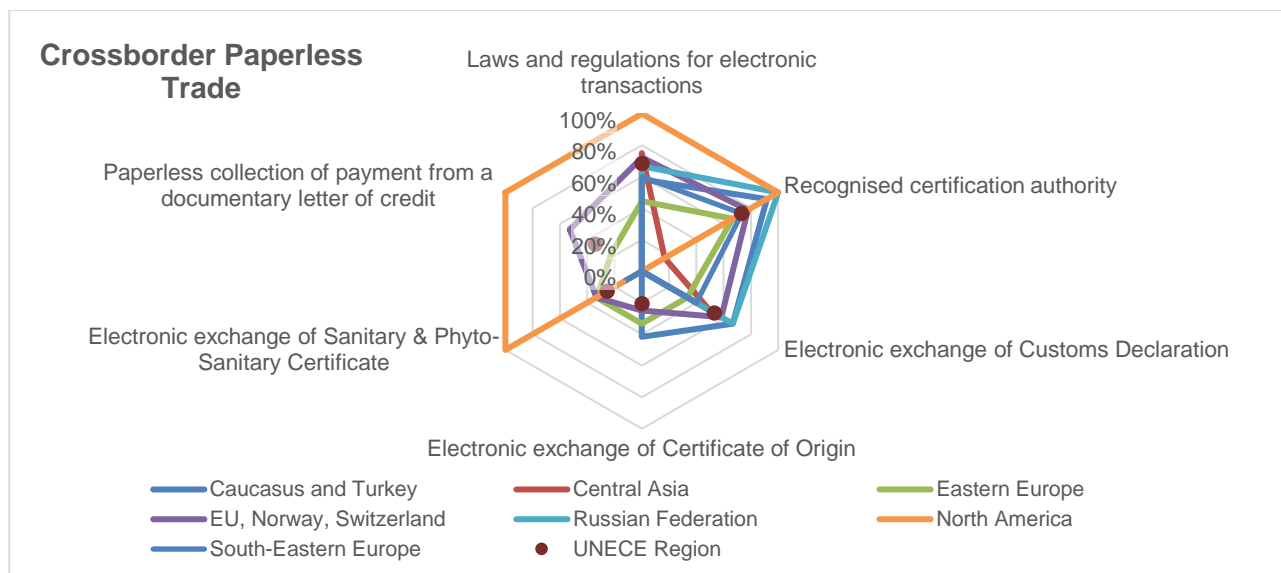 Crossborder Paperless
Trade
Laws and regulations for electronic
transactions
100%
80%
60%
40%
20%
0%
Paperless collection of payment from a
documentary letter of credit
Recognised certification authority
Electronic exchange of Sanitary & Phyto-
Sanitary Certificate
Electronic exchange of Customs Declaration
Electronic exchange of Certificate of Origin
Caucasus and Turkey
Central Asia
Eastern Europe
EU, Norway, Switzerland
Russian Federation
North America
South-Eastern Europe
UNECE Region